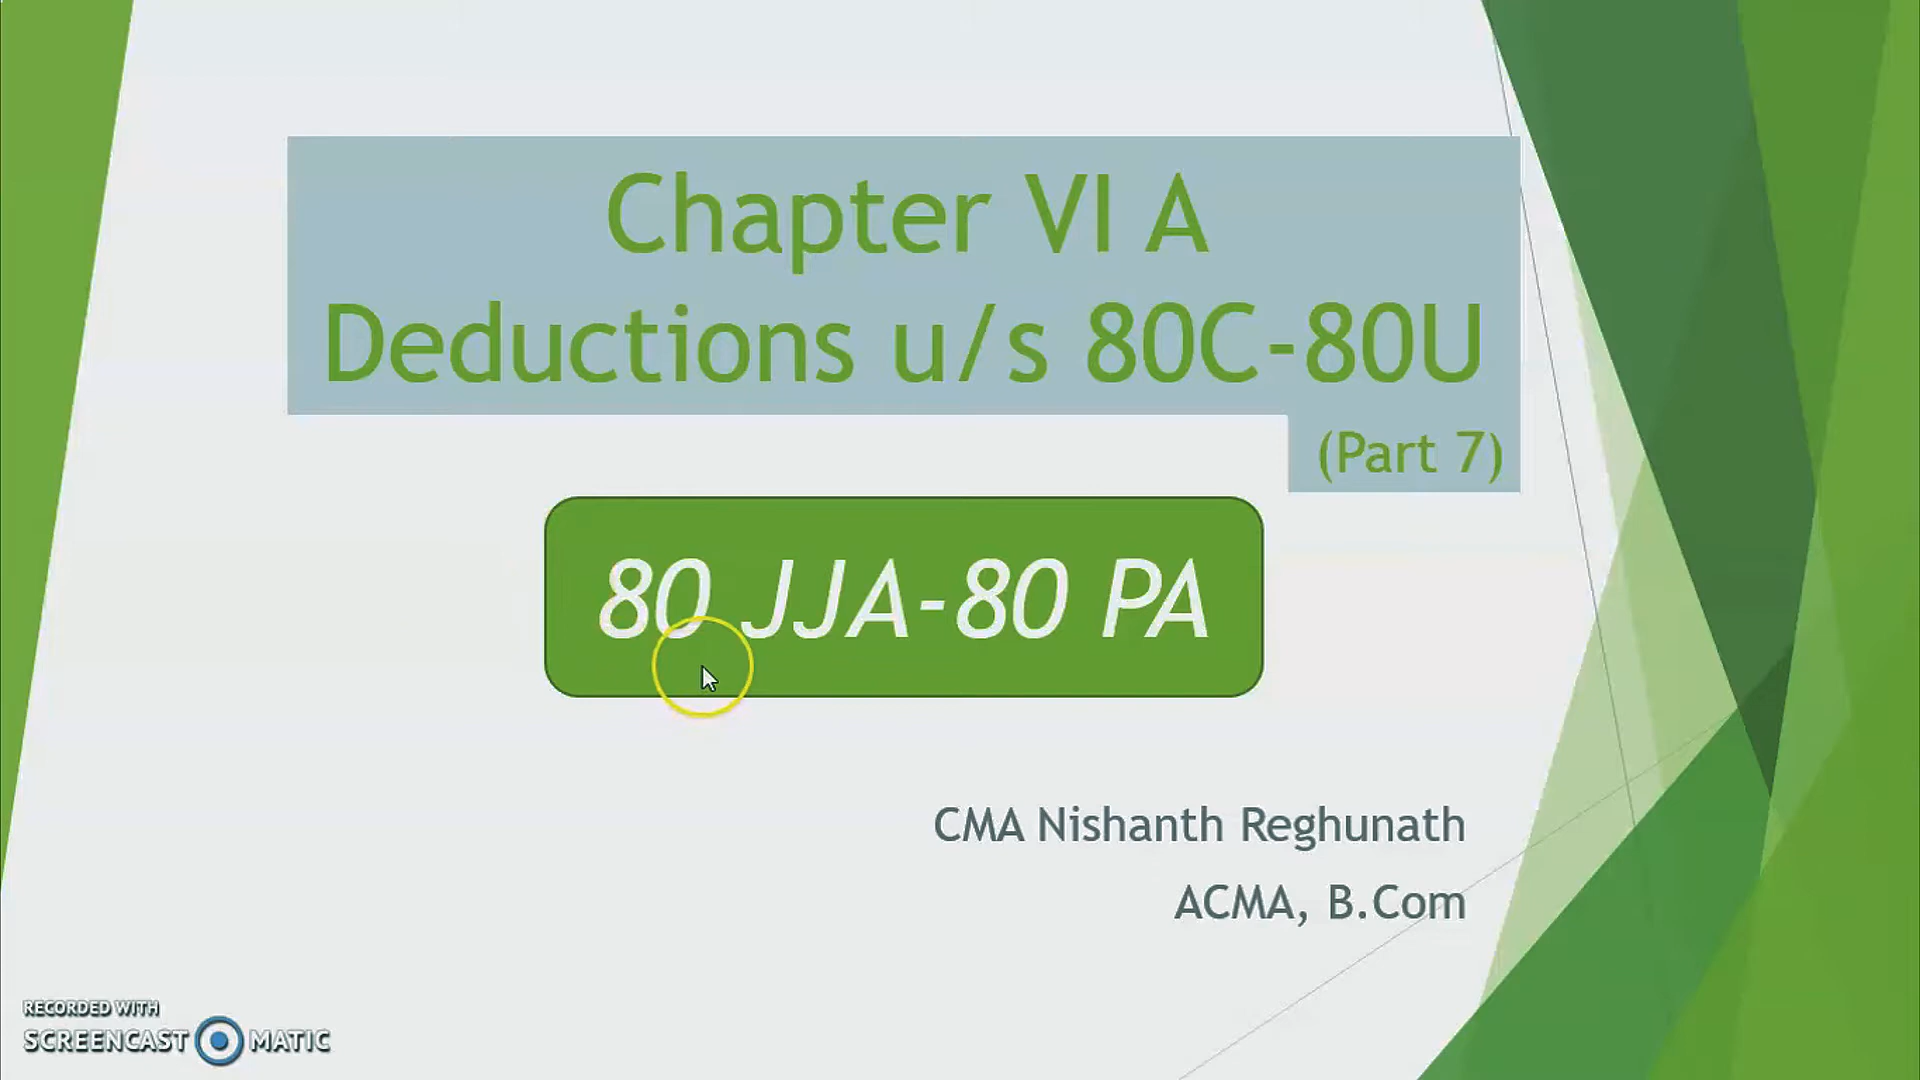 Chapter VI A
Deductions u/s 80C-80U
(Part 7)
80 JJA-80 PA
CMA Nishanth Reghunath
ACMA, B.Com
RECORDED WITH
SCREENCAST MATIC